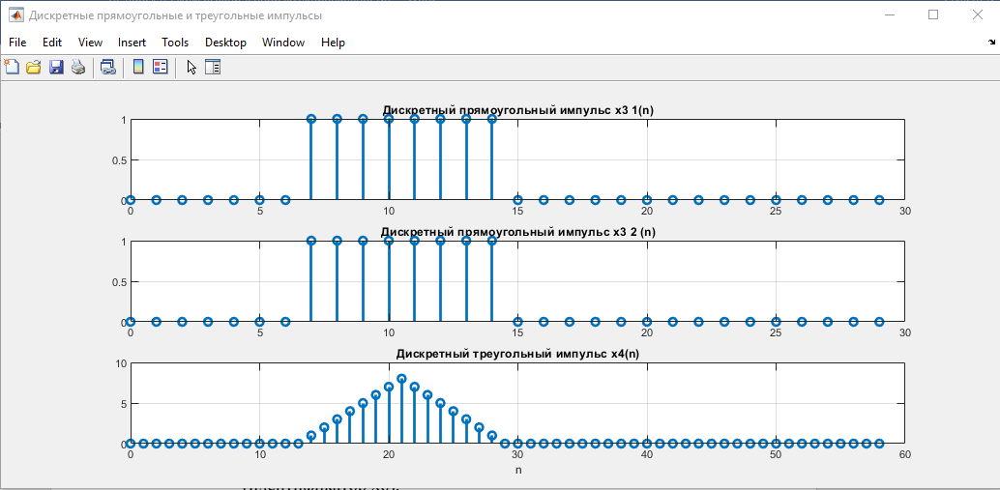 Дискретные прямоугольные и треугольные импульсы
File Edit View Insert Tools Desktop Window Help
Дискретный прямоугольный импульс x3 1(n)
1
0.5
0
0 5 10 15 20 25 30
Дискретный прямоугольный импульс x3 2 (n)
1
0.5
0
0 5 10 15 20 25 30
Дискретный треугольный импульс x4(n)
10
5
0
0 10 20 30 40 50 60
n